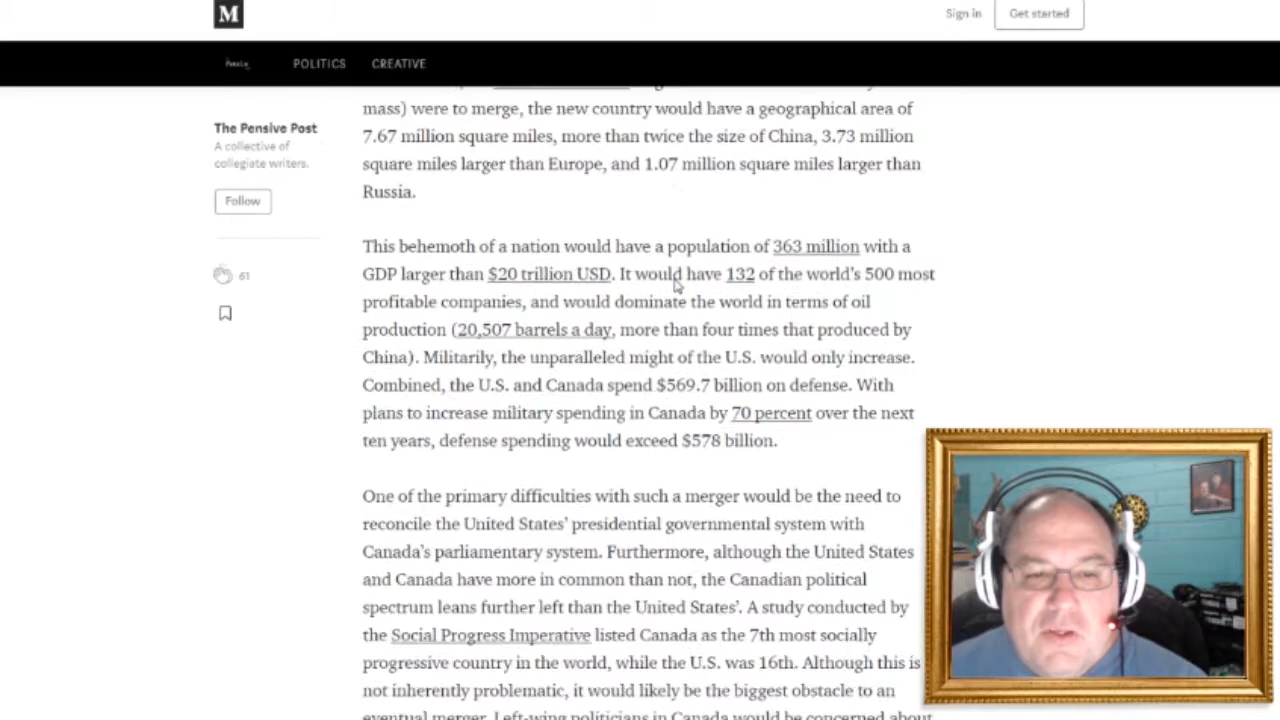 M
Sign in
Get started
POLITICS
CREATIVE
The Pensive Post
A collective of
collegiate writers.
Follow
61
mass) were to merge, the new country would have a geographical area of
7.67 million square miles, more than twice the size of China, 3.73 million
square miles larger than Europe, and 1.07 million square miles larger than
Russia.
This behemoth of a nation would have a population of 363 million with a
GDP larger than $20 trillion USD. It would have 132 of the world's 500 most
profitable companies, and would dominate the world in terms of oil
production (20,507 barrels a day, more than four times that produced by
China). Militarily, the unparalleled might of the U.S. would only increase.
Combined, the U.S. and Canada spend $569.7 billion on defense. With
plans to increase military spending in Canada by 70 percent over the next
ten years, defense spending would exceed $578 billion.
One of the primary difficulties with such a merger would be the need to
reconcile the United States' presidential governmental system with
Canada's parliamentary system. Furthermore, although the United States
and Canada have more in common than not, the Canadian political
spectrum leans further left than the United States'. A study conducted by
the Social Progress Imperative listed Canada as the 7th most socially
progressive country in the world, while the U.S. was 16th. Although this is
not inherently problematic, it would likely be the biggest obstacle to an
eventual merger. Left-wing politicians in Canada would be concerned about